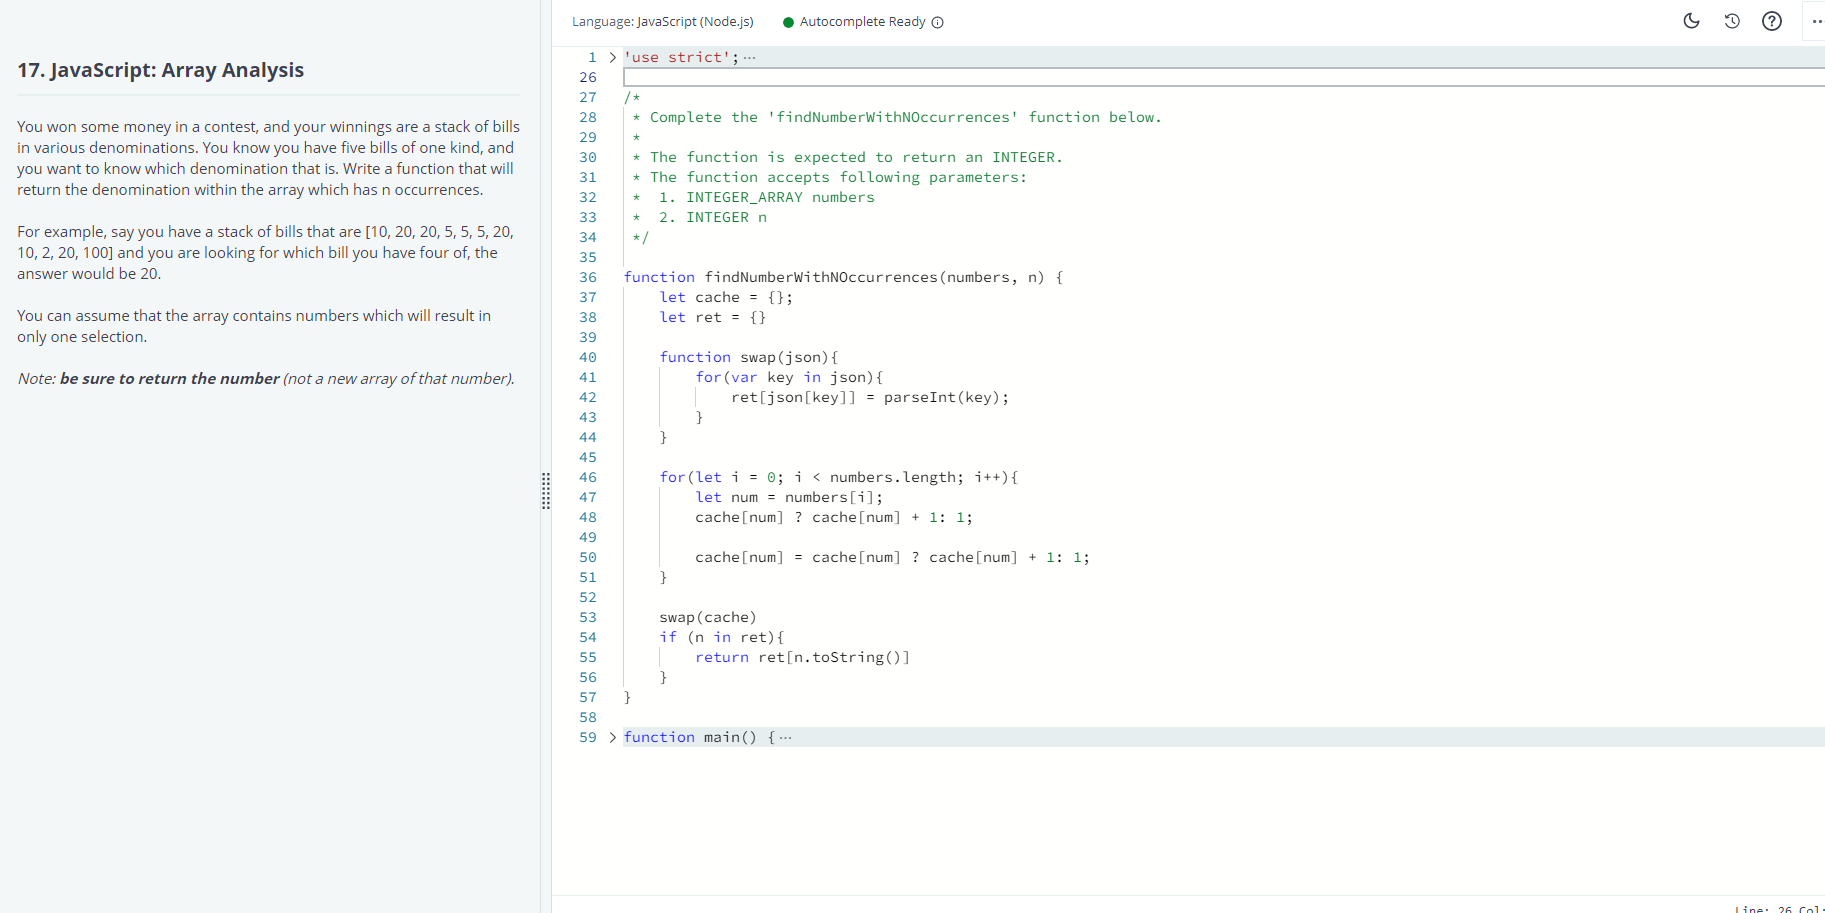 Language: JavaScript (Node.js) Autocomplete Ready
17. JavaScript: Array Analysis
You won some money in a contest, and your winnings are a stack of bills
in various denominations. You know you have five bills of one kind, and
you want to know which denomination that is. Write a function that will
return the denomination within the array which has n occurrences.
For example, say you have a stack of bills that are [10, 20, 20, 5, 5, 5, 20,
10, 2, 20, 100] and you are looking for which bill you have four of, the
answer would be 20.
You can assume that the array contains numbers which will result in
only one selection.
Note: be sure to return the number (not a new array of that number).
1 > 'use strict'; ···
26
27 /*
28 * Complete the 'findNumberWithNOccurrences' function below.
29 *
30 * The function is expected to return an INTEGER.
31 * The function accepts following parameters:
32 * 1. INTEGER_ARRAY numbers
33 * 2. INTEGER n
34 */
35
36 function findNumberWithNOccurrences(numbers, n) {
37 let cache = {};
38 let ret = {}
39
40 function swap(json){
41 for(var key in json){
42 ret[json[key]] = parseInt(key);
43 }
44 }
45
46 for(let i = 0; i < numbers.length; i++){
47 let num = numbers[i];
48 cache[num] ? cache[num] + 1: 1;
49
50 cache[num] = cache[num] ? cache[num] + 1: 1;
51 }
52
53 swap(cache)
54 if (n in ret){
55 return ret[n.toString()]
56 }
57 }
58
59 > function main() { ···
Line: 26 Col: